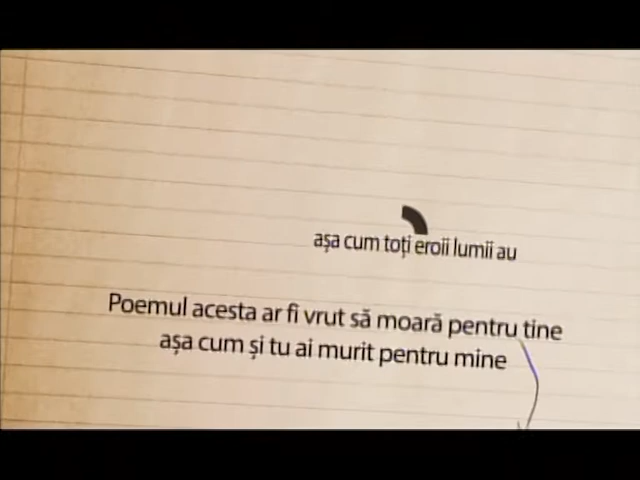 așa cum toți eroii lumii au
Poemul acesta ar fi vrut să moară pentru tine
așa cum și tu ai murit pentru mine